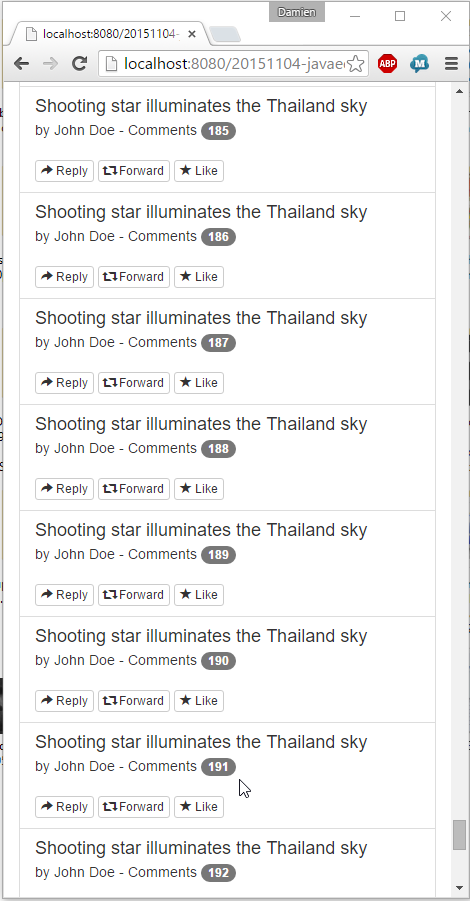 Damien
localhost:8080/20151104-
localhost:8080/20151104-javaec
ABP
M
Shooting star illuminates the Thailand sky
by John Doe - Comments 185
Reply Forward Like
Shooting star illuminates the Thailand sky
by John Doe - Comments 186
Reply Forward Like
Shooting star illuminates the Thailand sky
by John Doe - Comments 187
Reply Forward Like
Shooting star illuminates the Thailand sky
by John Doe - Comments 188
Reply Forward Like
Shooting star illuminates the Thailand sky
by John Doe - Comments 189
Reply Forward Like
Shooting star illuminates the Thailand sky
by John Doe - Comments 190
Reply Forward Like
Shooting star illuminates the Thailand sky
by John Doe - Comments 191
Reply Forward Like
Shooting star illuminates the Thailand sky
by John Doe - Comments 192